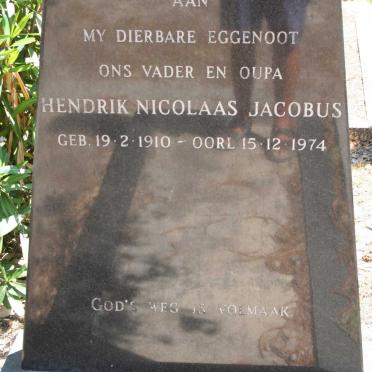 AAN
MY DIERBARE EGGENOOT
ONS VADER EN OUPA
HENDRIK NICOLAAS JACOBUS
GEB. 19·2·1910 - OORL 15·12·1974
GOD'S WEG IS VOLMAAK